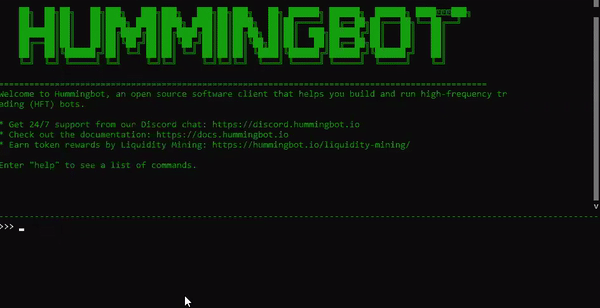 HUMMINGBOT
================================================================================================
Welcome to Hummingbot, an open source software client that helps you build and run high-frequency tr
ading (HFT) bots.
* Get 24/7 support from our Discord chat: https://discord.hummingbot.io
* Check out the documentation: https://docs.hummingbot.io
* Earn token rewards by Liquidity Mining: https://hummingbot.io/liquidity-mining/
Enter "help" to see a list of commands.
>>> _